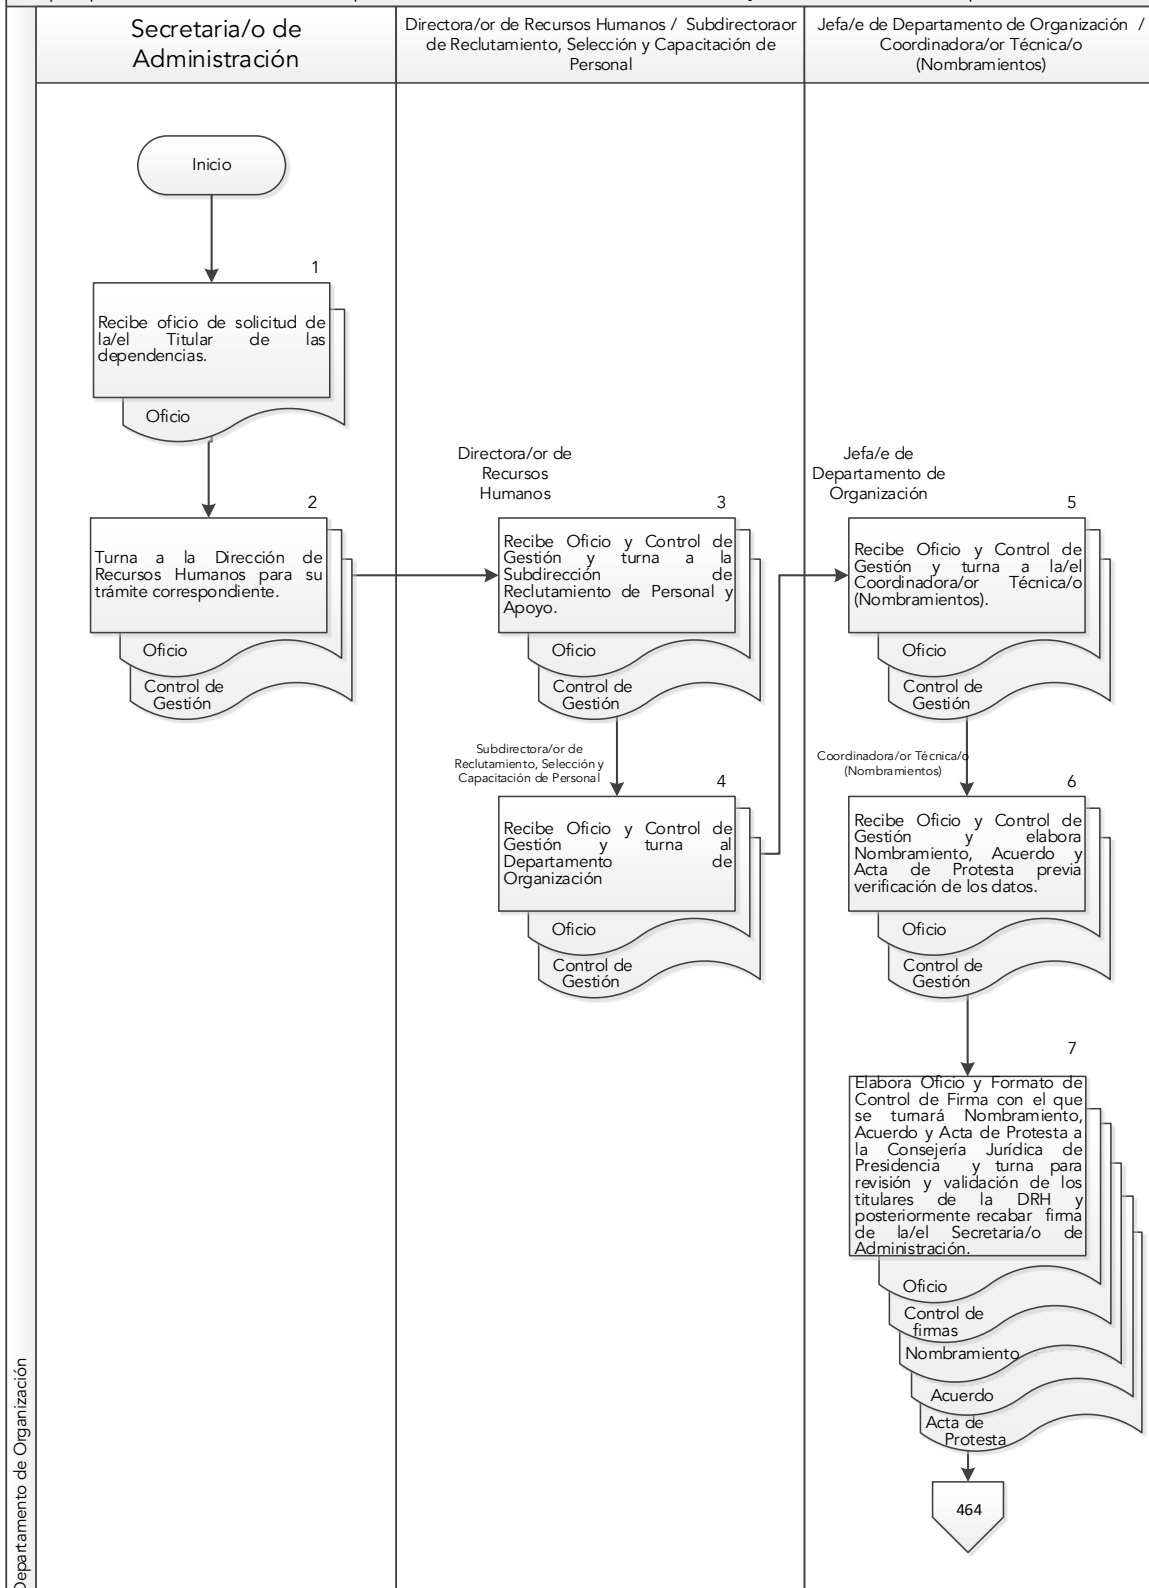 Secretaria/o de
Administración
Directora/or de Recursos Humanos / Subdirectoraor
de Reclutamiento, Selección y Capacitación de
Personal
Jefa/e de Departamento de Organización /
Coordinadora/or Técnica/o
(Nombramientos)
Inicio
1
Recibe oficio de solicitud de
la/el Titular de las
dependencias.
Oficio
2
Turna a la Dirección de
Recursos Humanos para su
trámite correspondiente.
Oficio
Control de
Gestión
Directora/or de
Recursos
Humanos
3
Recibe Oficio y Control de
Gestión y turna a la
Subdirección de
Reclutamiento de Personal y
Apoyo.
Oficio
Control de
Gestión
Subdirectora/or de
Reclutamiento, Selección y
Capacitación de Personal
4
Recibe Oficio y Control de
Gestión y turna al
Departamento de
Organización
Oficio
Control de
Gestión
Jefa/e de
Departamento de
Organización
5
Recibe Oficio y Control de
Gestión y turna a la/el
Coordinadora/or Técnica/o
(Nombramientos).
Oficio
Control de
Gestión
Coordinadora/or Técnica/o
(Nombramientos)
6
Recibe Oficio y Control de
Gestión y elabora
Nombramiento, Acuerdo y
Acta de Protesta previa
verificación de los datos.
Oficio
Control de
Gestión
7
Elabora Oficio y Formato de
Control de Firma con el que
se turnará Nombramiento,
Acuerdo y Acta de Protesta a
la Consejería Jurídica de
Presidencia y turna para
revisión y validación de los
titulares de la DRH y
posteriormente recabar firma
de la/el Secretaria/o de
Administración.
Oficio
Control de
firmas
Nombramiento
Acuerdo
Acta de
Protesta
464
Departamento de Organización